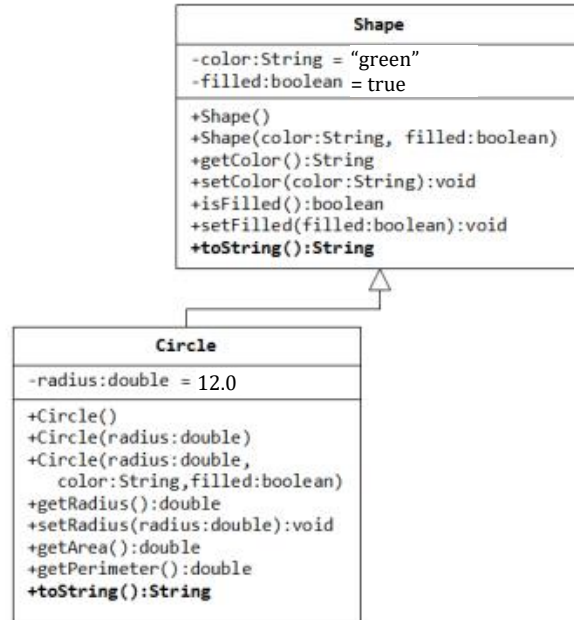 Shape
-color:String = “green”
-filled:boolean = true
+Shape()
+Shape(color:String, filled:boolean)
+getColor():String
+setColor(color:String):void
+isFilled():boolean
+setFilled(filled:boolean):void
+toString():String
Circle
-radius:double = 12.0
+Circle()
+Circle(radius:double)
+Circle(radius:double,
color:String,filled:boolean)
+getRadius():double
+setRadius(radius:double):void
+getArea():double
+getPerimeter():double
+toString():String